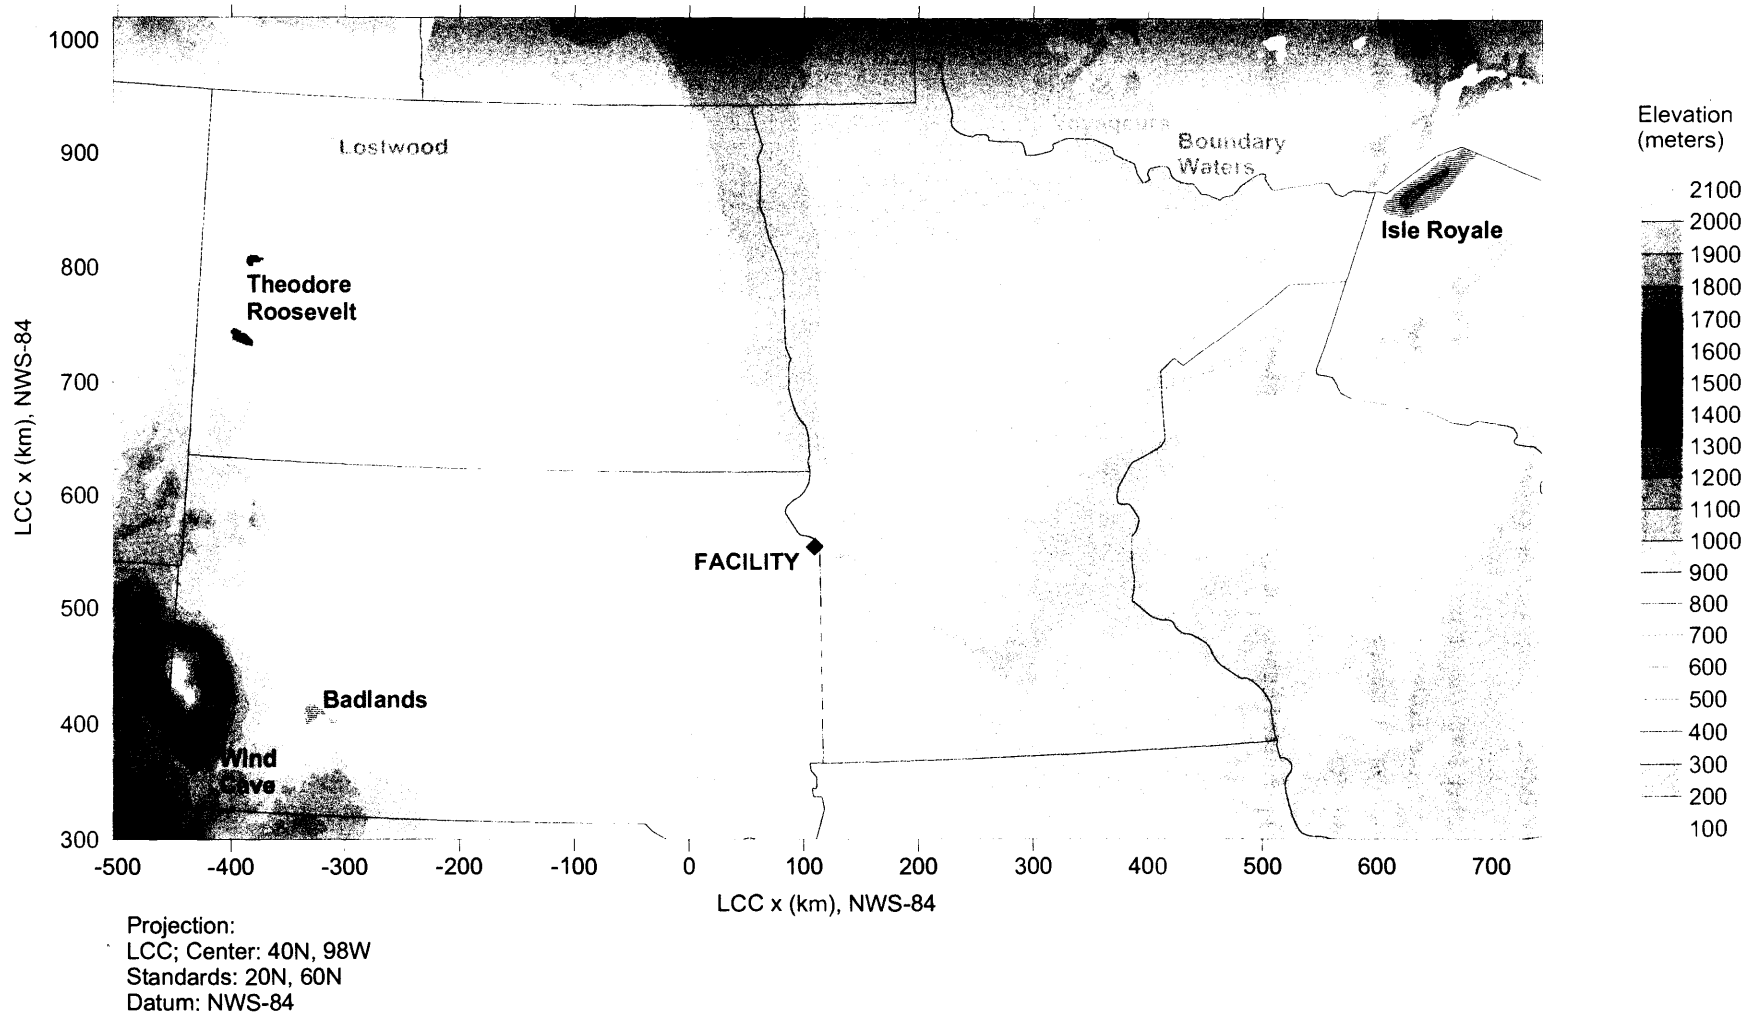 1000
900
800
700
600
500
400
300
LCC x (km), NWS-84
Lostwood
Voyageurs
Boundary
Waters
Isle Royale
Theodore
Roosevelt
FACILITY
Badlands
Wind
Cave
-500 -400 -300 -200 -100 0 100 200 300 400 500 600 700
LCC x (km), NWS-84
Elevation
(meters)
2100
2000
1900
1800
1700
1600
1500
1400
1300
1200
1100
1000
900
800
700
600
500
400
300
200
100
Projection:
LCC; Center: 40N, 98W
Standards: 20N, 60N
Datum: NWS-84